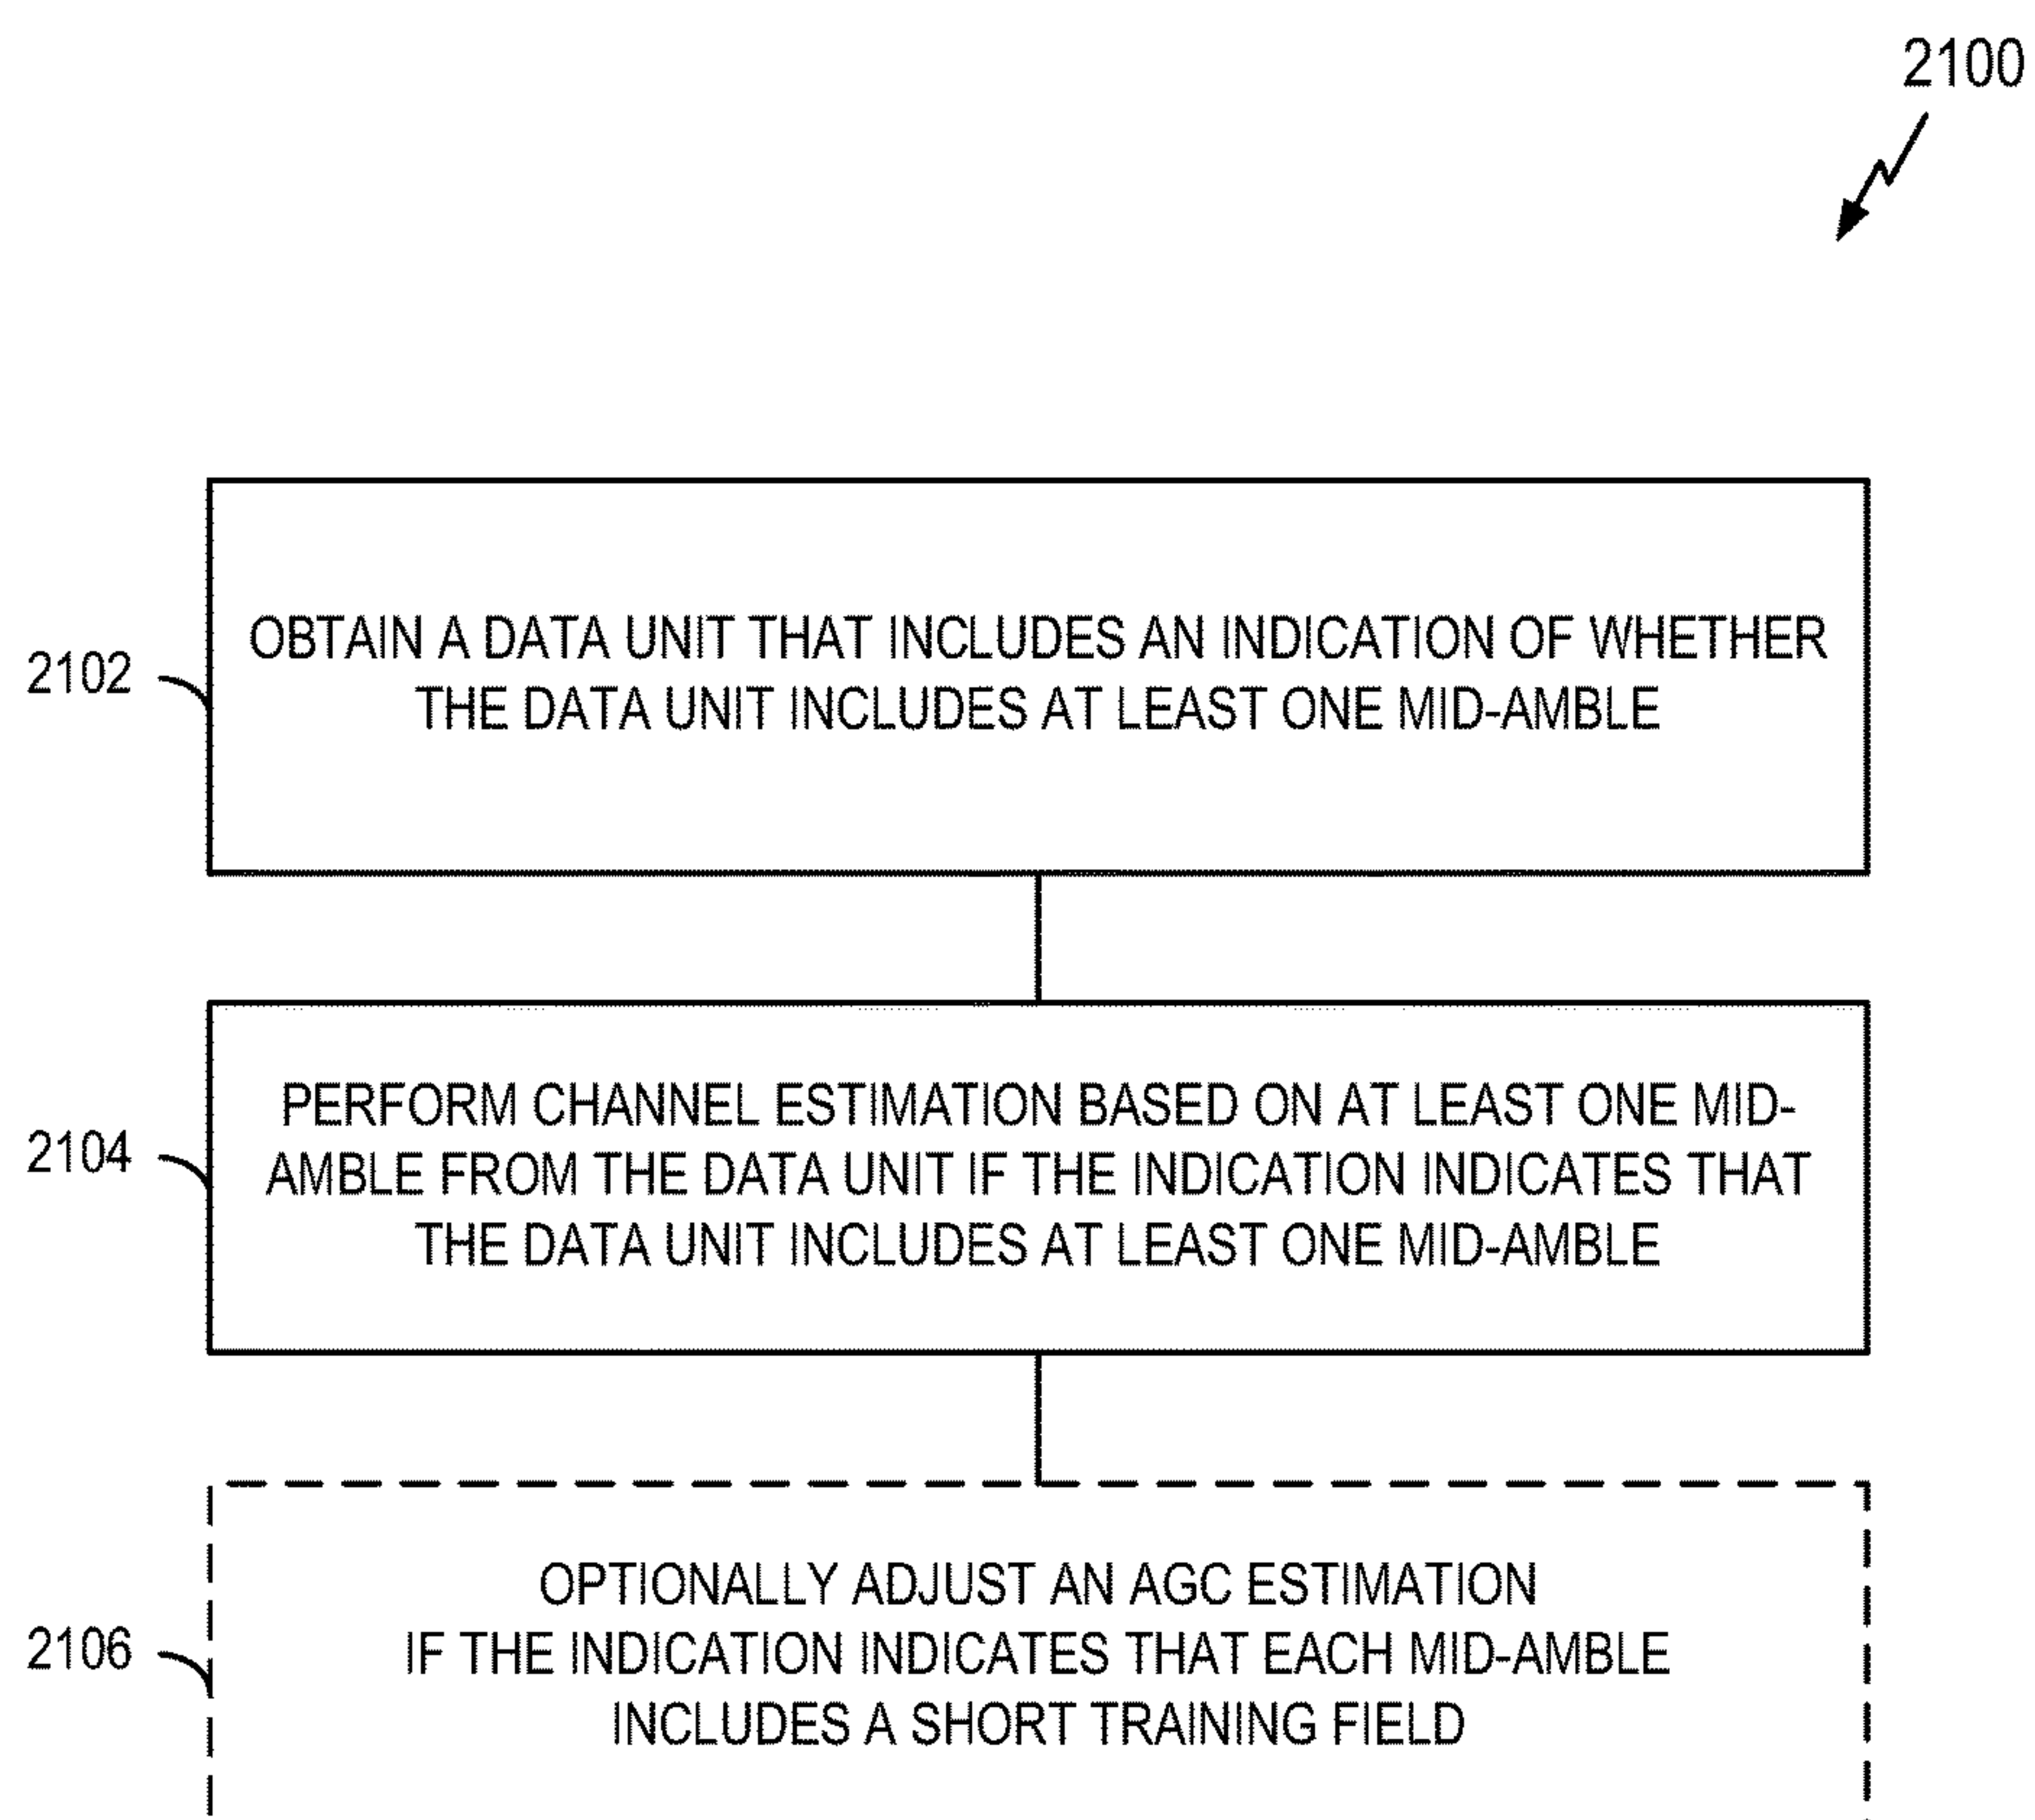 2100
2102
OBTAIN A DATA UNIT THAT INCLUDES AN INDICATION OF WHETHER
THE DATA UNIT INCLUDES AT LEAST ONE MID-AMBLE
2104
PERFORM CHANNEL ESTIMATION BASED ON AT LEAST ONE MID-
AMBLE FROM THE DATA UNIT IF THE INDICATION INDICATES THAT
THE DATA UNIT INCLUDES AT LEAST ONE MID-AMBLE
2106
OPTIONALLY ADJUST AN AGC ESTIMATION
IF THE INDICATION INDICATES THAT EACH MID-AMBLE
INCLUDES A SHORT TRAINING FIELD